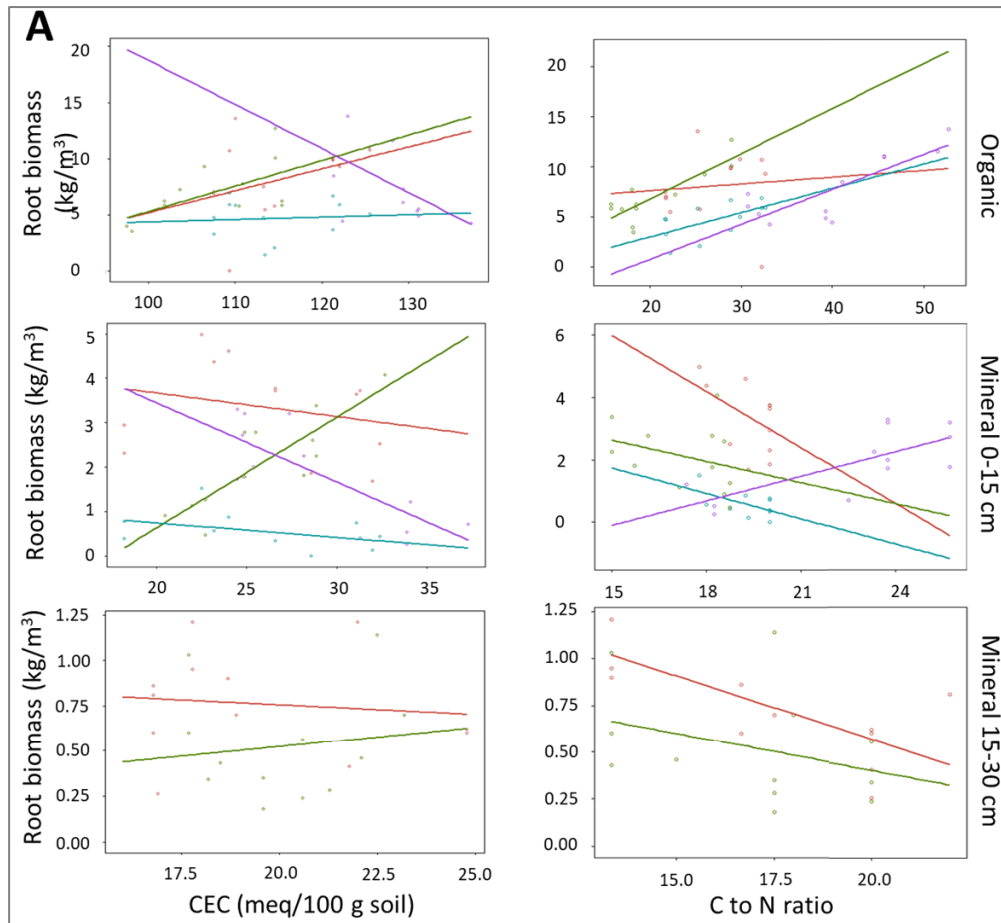 A
20
15
10
5
0
Root biomass
(kg/m³)
100 110 120 130
20
15
10
5
0
20 30 40 50
Organic
5
4
3
2
1
0
Root biomass (kg/m³)
20 25 30 35
6
4
2
0
15 18 21 24
Mineral 0-15 cm
1.25
1.00
0.75
0.50
0.25
0.00
Root biomass (kg/m³)
17.5 20.0 22.5 25.0
CEC (meq/100 g soil)
1.25
1.00
0.75
0.50
0.25
0.00
15.0 17.5 20.0
C to N ratio
Mineral 15-30 cm